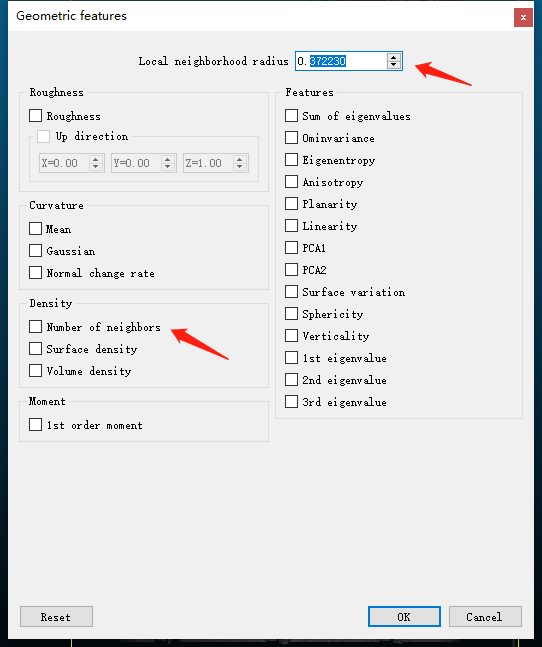 Geometric features
x
Local neighborhood radius 0.372230
Roughness
Roughness
Up direction
X=0.00 Y=0.00 Z=1.00
Curvature
Mean
Gaussian
Normal change rate
Density
Number of neighbors
Surface density
Volume density
Moment
1st order moment
Features
Sum of eigenvalues
Ominvariance
Eigenentropy
Anisotropy
Planarity
Linearity
PCA1
PCA2
Surface variation
Sphericity
Verticality
1st eigenvalue
2nd eigenvalue
3rd eigenvalue
Reset OK Cancel